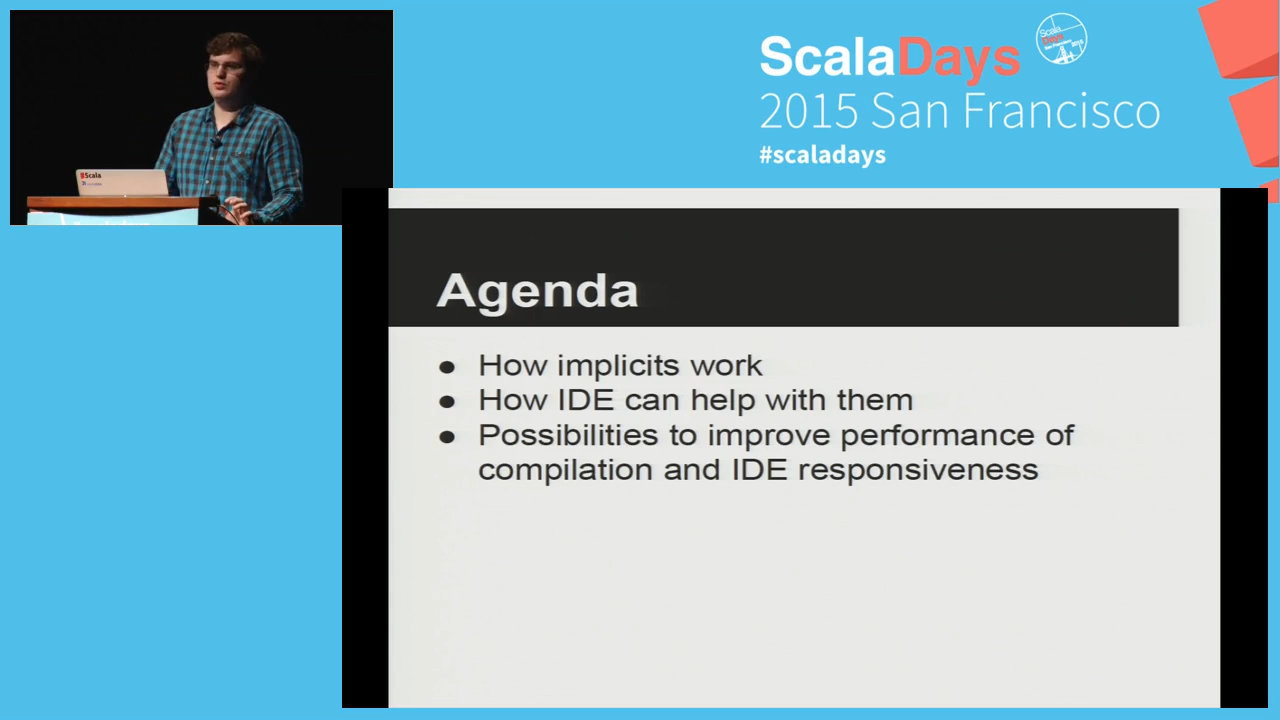 ScalaDays
2015 San Francisco
#scaladays
Scala
Agenda
● How implicits work
● How IDE can help with them
● Possibilities to improve performance of
compilation and IDE responsiveness